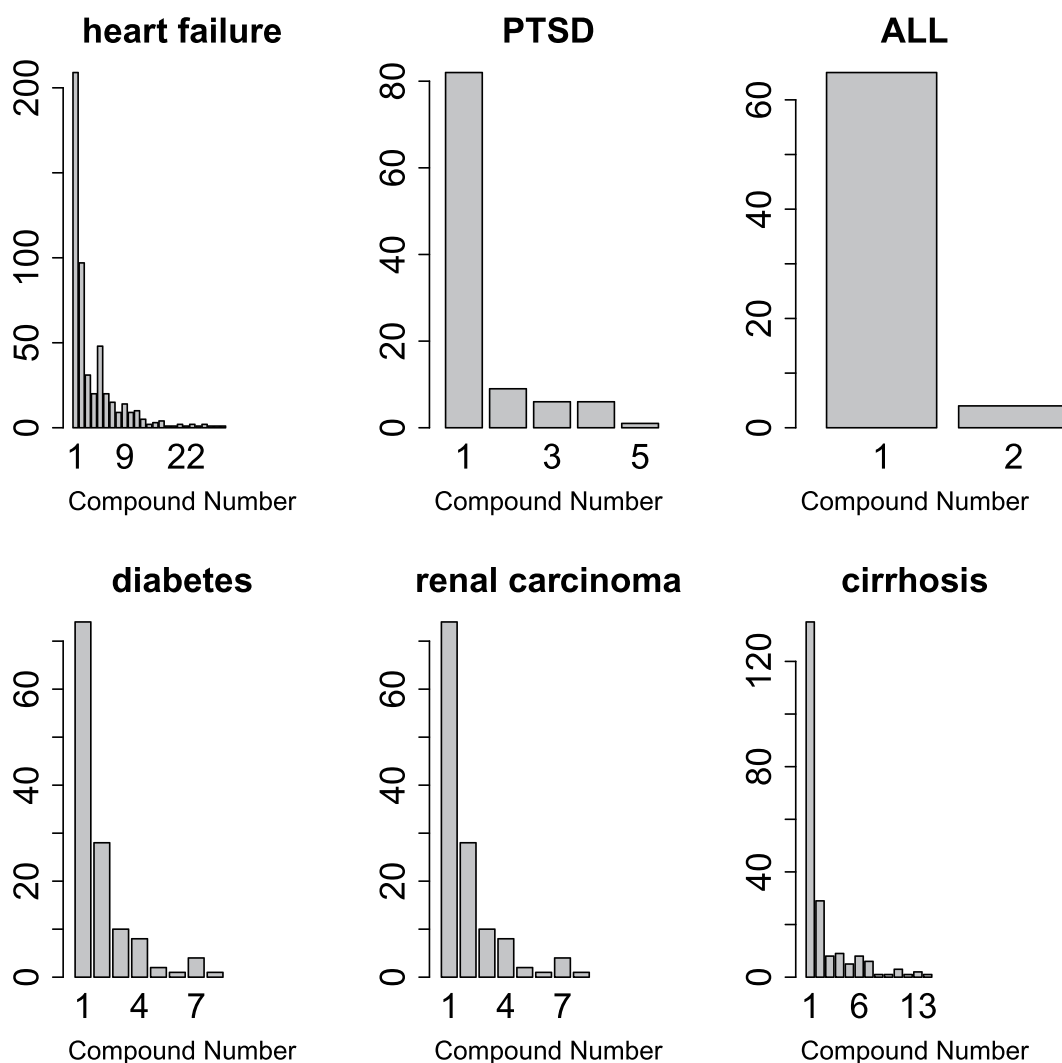 heart failure
0 50 100 200
1 9 22
Compound Number
PTSD
0 20 40 60 80
1 3 5
Compound Number
ALL
0 20 40 60
1 2
Compound Number
diabetes
0 20 40 60
1 4 7
Compound Number
renal carcinoma
0 20 40 60
1 4 7
Compound Number
cirrhosis
0 40 80 120
1 6 13
Compound Number